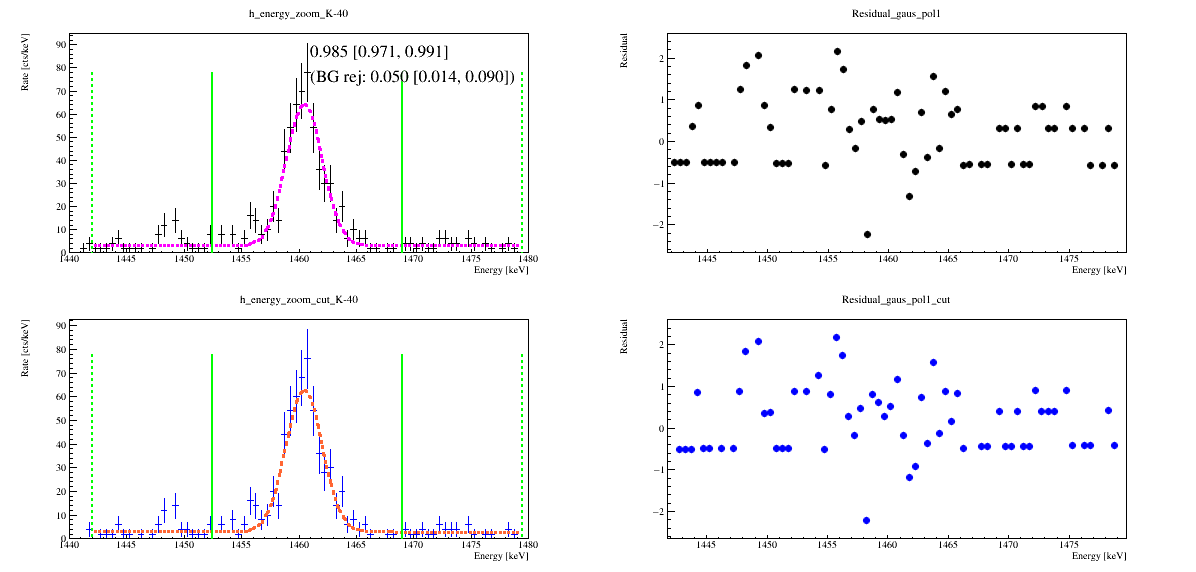 h_energy_zoom_K-40
Rate [cts/keV]
90
80
70
60
50
40
30
20
10
0
0.985 [0.971, 0.991]
(BG rej: 0.050 [0.014, 0.090])
1440 1445 1450 1455 1460 1465 1470 1475 1480
Energy [keV]
Residual_gaus_pol1
Residual
2
1
0
−1
−2
1445 1450 1455 1460 1465 1470 1475
Energy [keV]
h_energy_zoom_cut_K-40
Rate [cts/keV]
90
80
70
60
50
40
30
20
10
0
1440 1445 1450 1455 1460 1465 1470 1475 1480
Energy [keV]
Residual_gaus_pol1_cut
Residual
2
1
0
−1
−2
1445 1450 1455 1460 1465 1470 1475
Energy [keV]